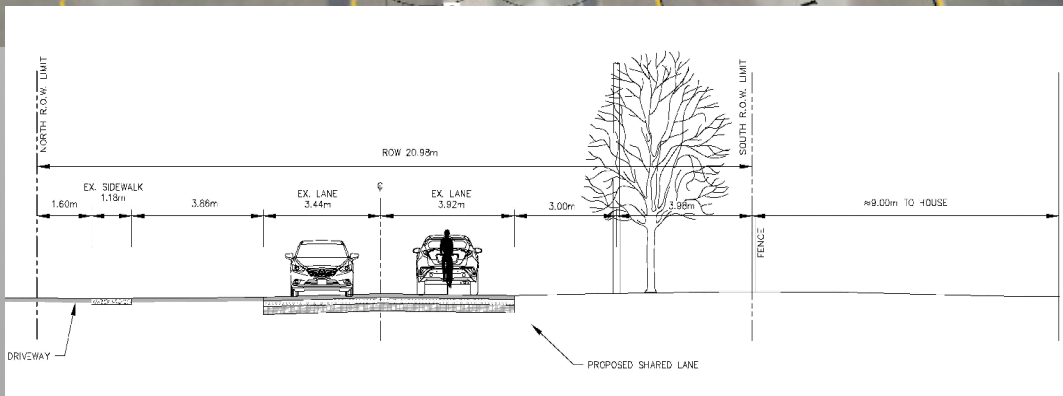 NORTH R.O.W. LIMIT
SOUTH R.O.W. LIMIT
ROW 20.98m
EX. SIDEWALK
1.18m
1.60m
3.86m
EX. LANE
3.44m
℄
EX. LANE
3.92m
3.00m
3.98m
≈9.00m TO HOUSE
FENCE
DRIVEWAY
PROPOSED SHARED LANE